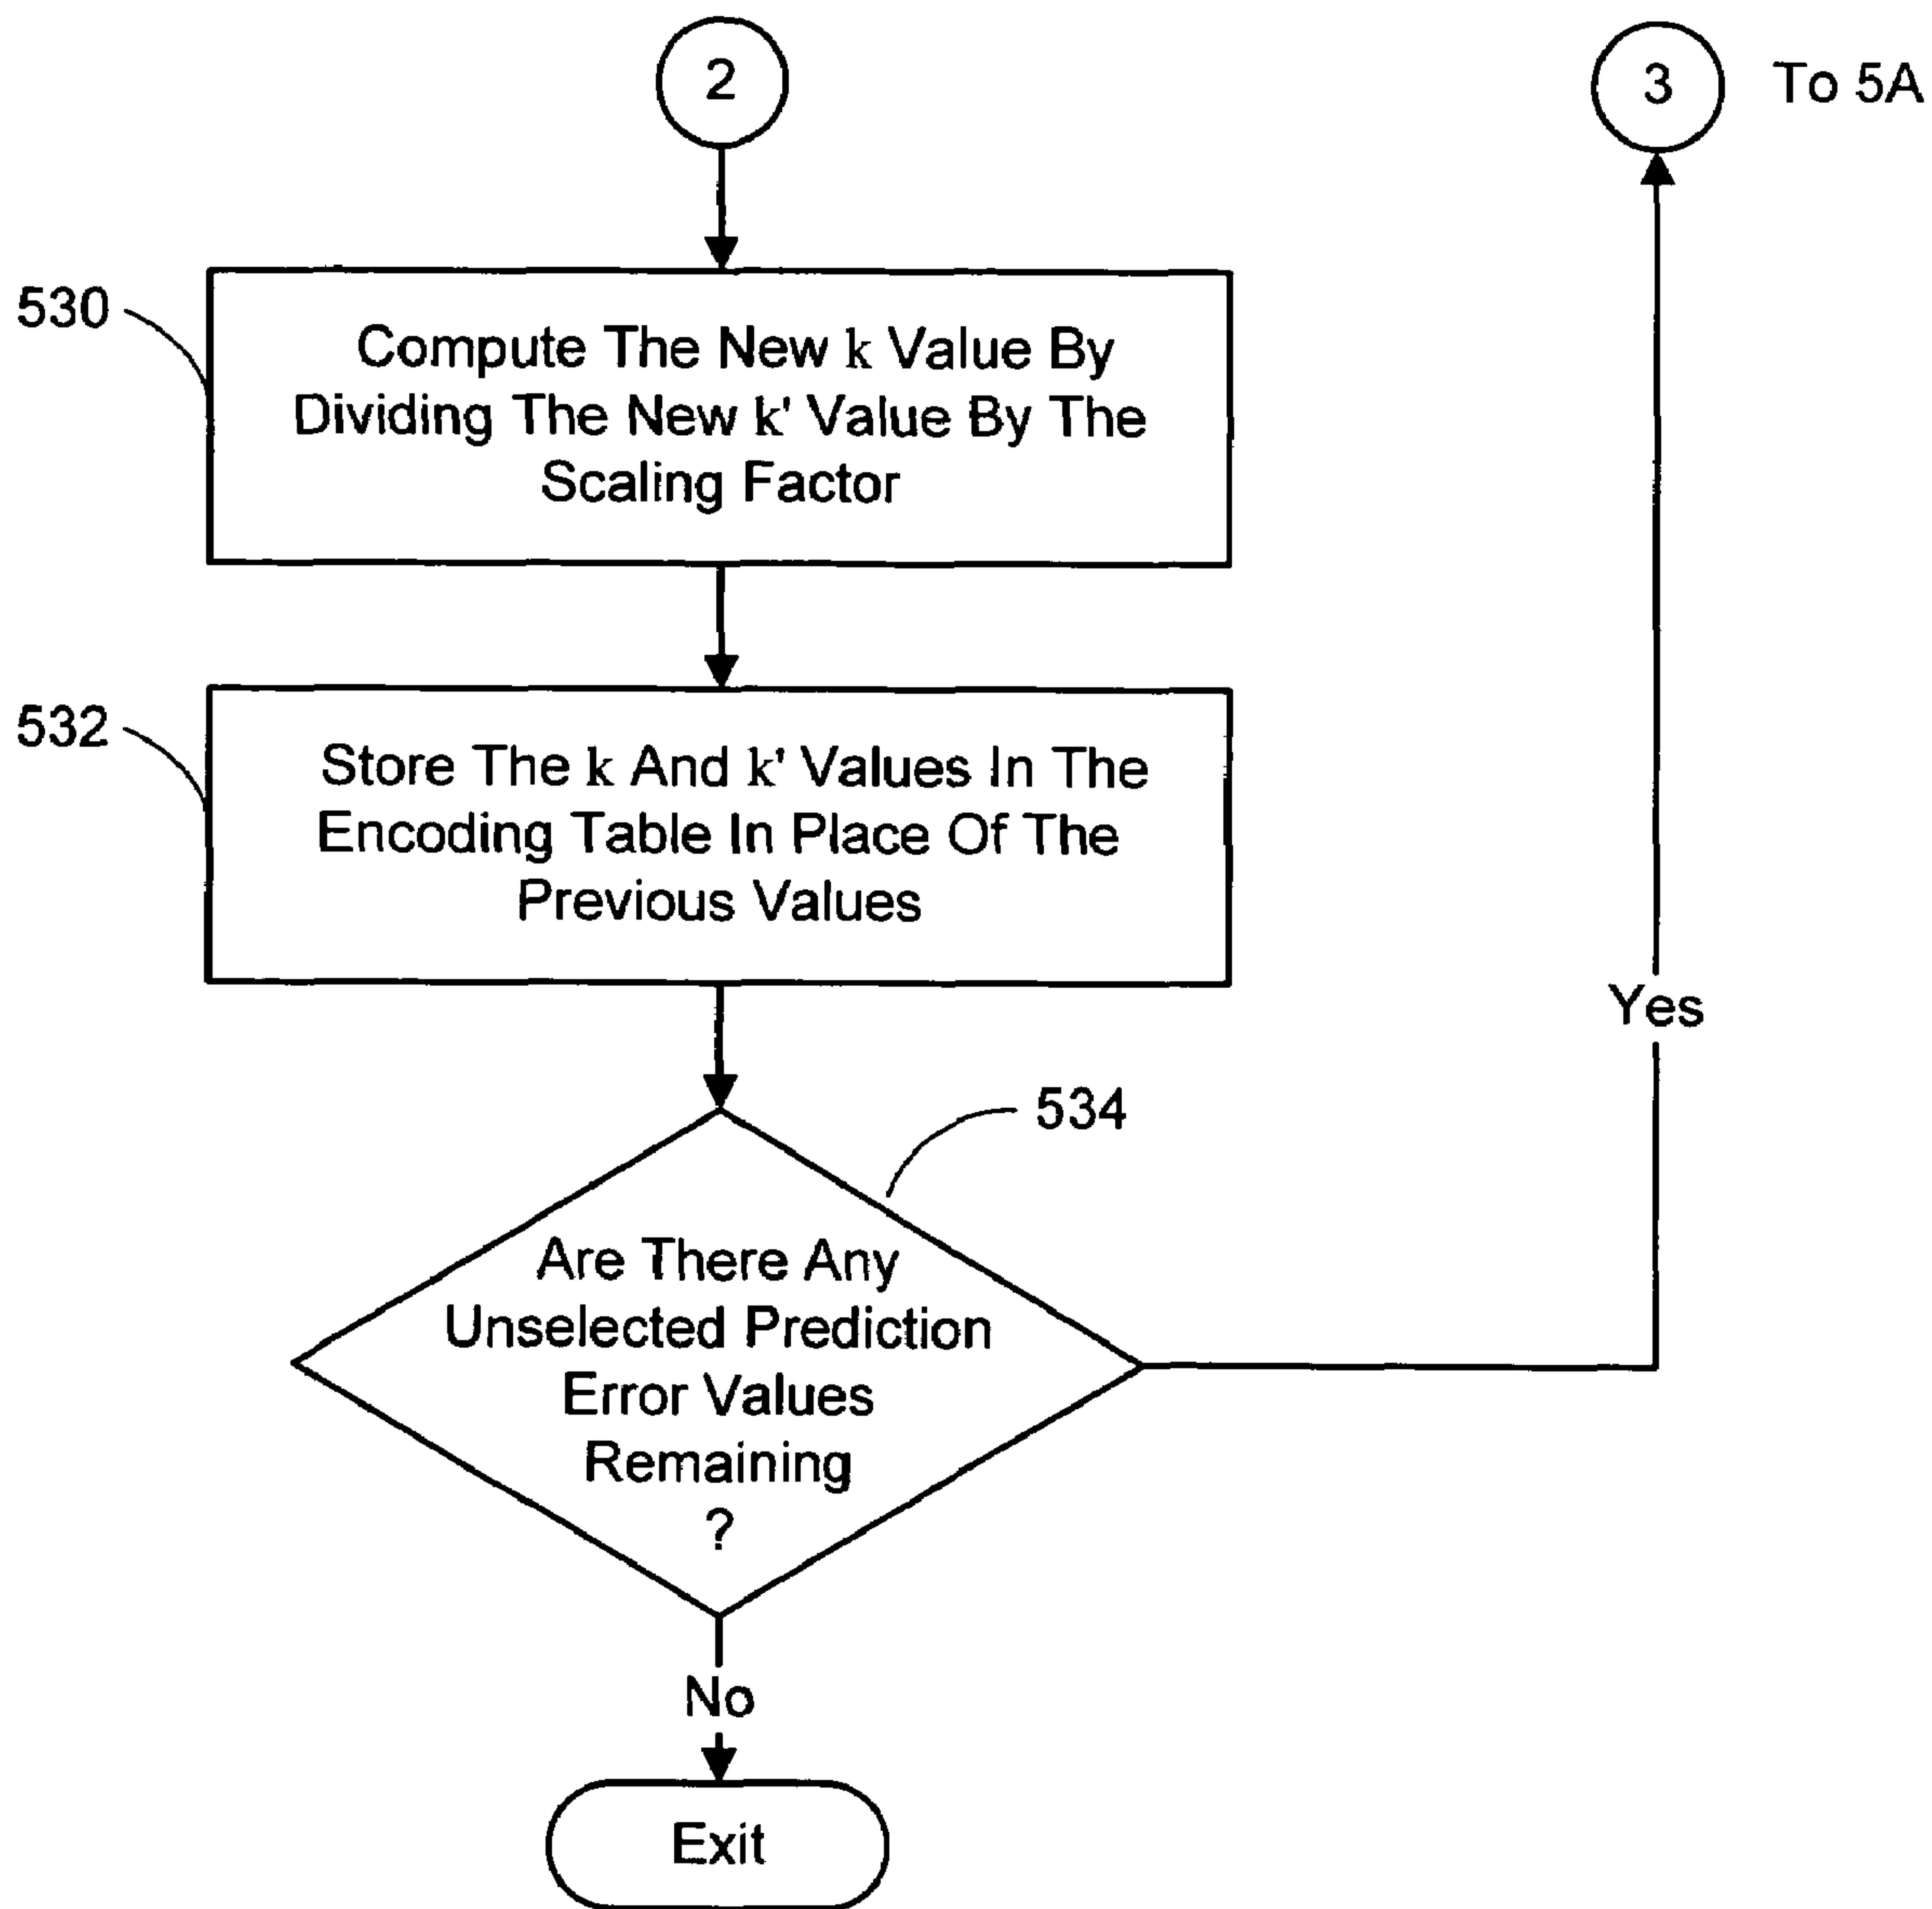 2
3 To 5A
530
Compute The New k Value By
Dividing The New k' Value By The
Scaling Factor
532
Store The k And k' Values In The
Encoding Table In Place Of The
Previous Values
Yes
534
Are There Any
Unselected Prediction
Error Values
Remaining
?
No
Exit